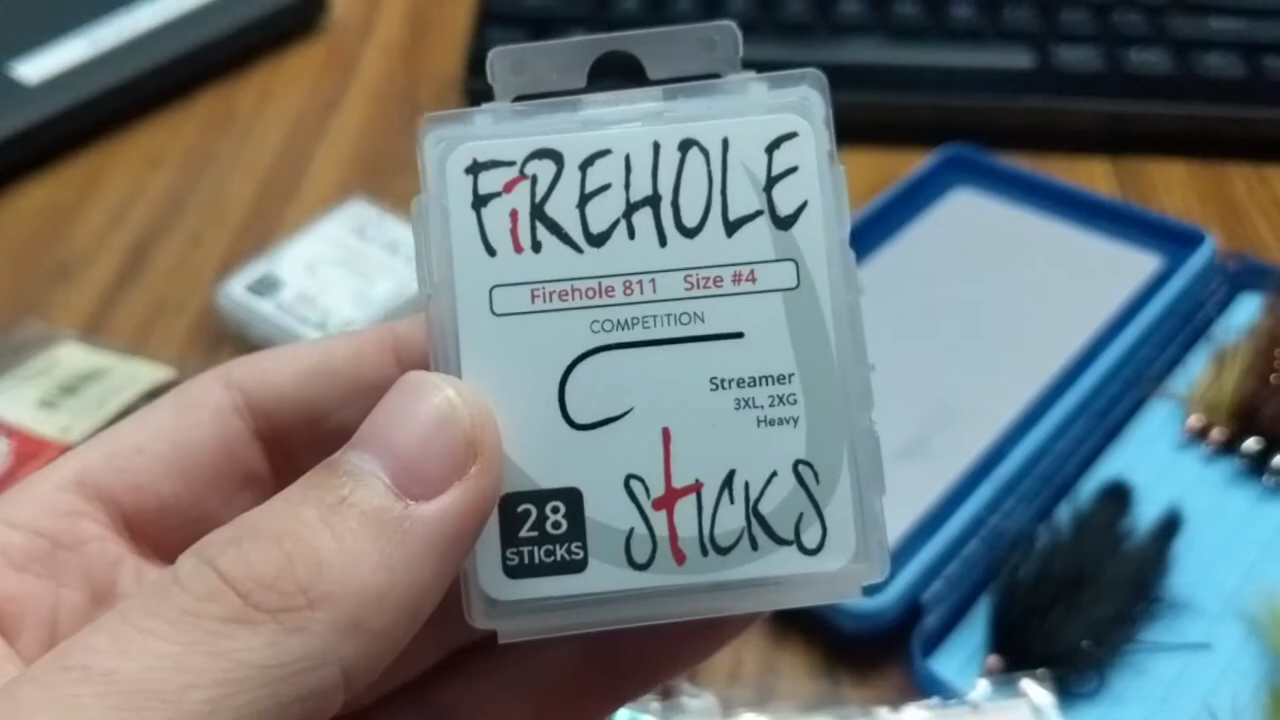 FiREHOLE
Firehole 811 Size #4
COMPETITION
Streamer
3XL, 2XG
Heavy
28
STICKS
STICKS